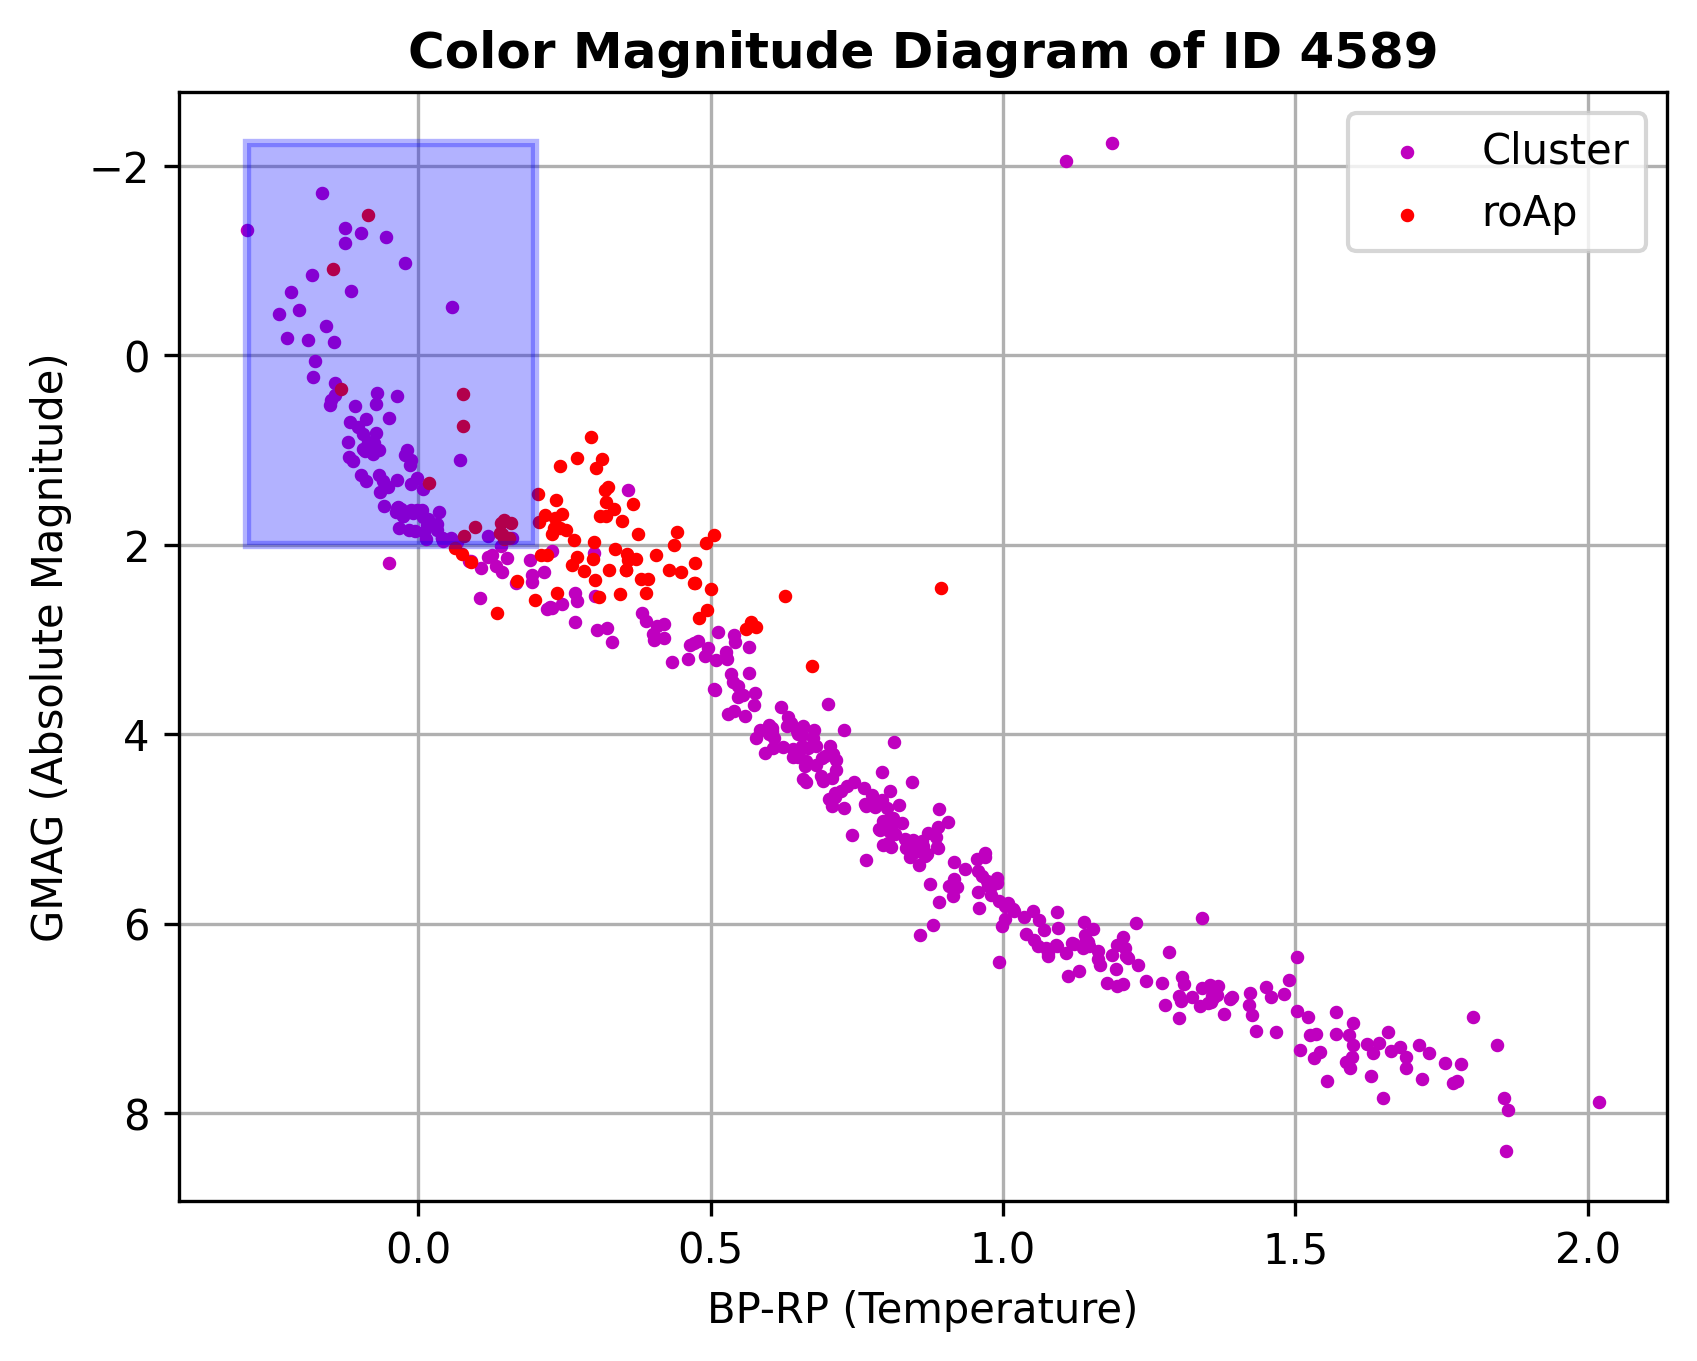 Color Magnitude Diagram of ID 4589
Cluster
roAp
−2
0
2
4
6
8
GMAG (Absolute Magnitude)
0.0 0.5 1.0 1.5 2.0
BP-RP (Temperature)